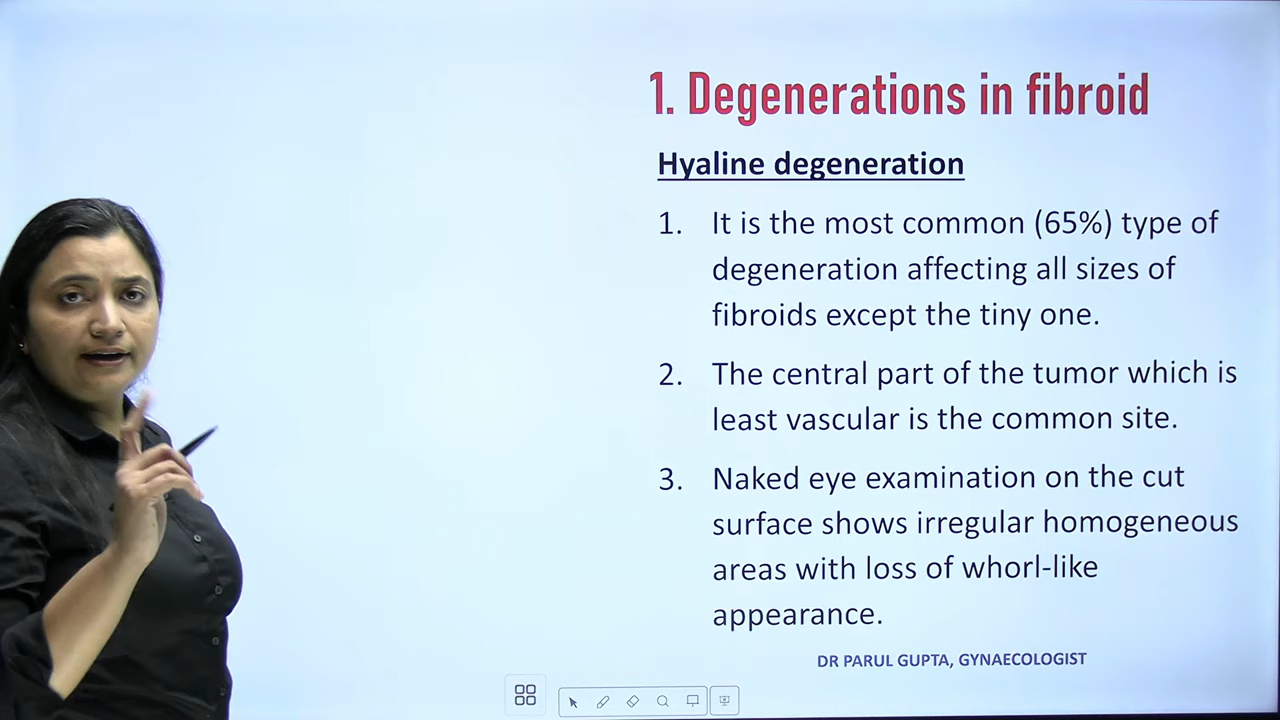 1. Degenerations in fibroid
Hyaline degeneration
1. It is the most common (65%) type of
degeneration affecting all sizes of
fibroids except the tiny one.
2. The central part of the tumor which is
least vascular is the common site.
3. Naked eye examination on the cut
surface shows irregular homogeneous
areas with loss of whorl-like
appearance.
DR PARUL GUPTA, GYNAECOLOGIST